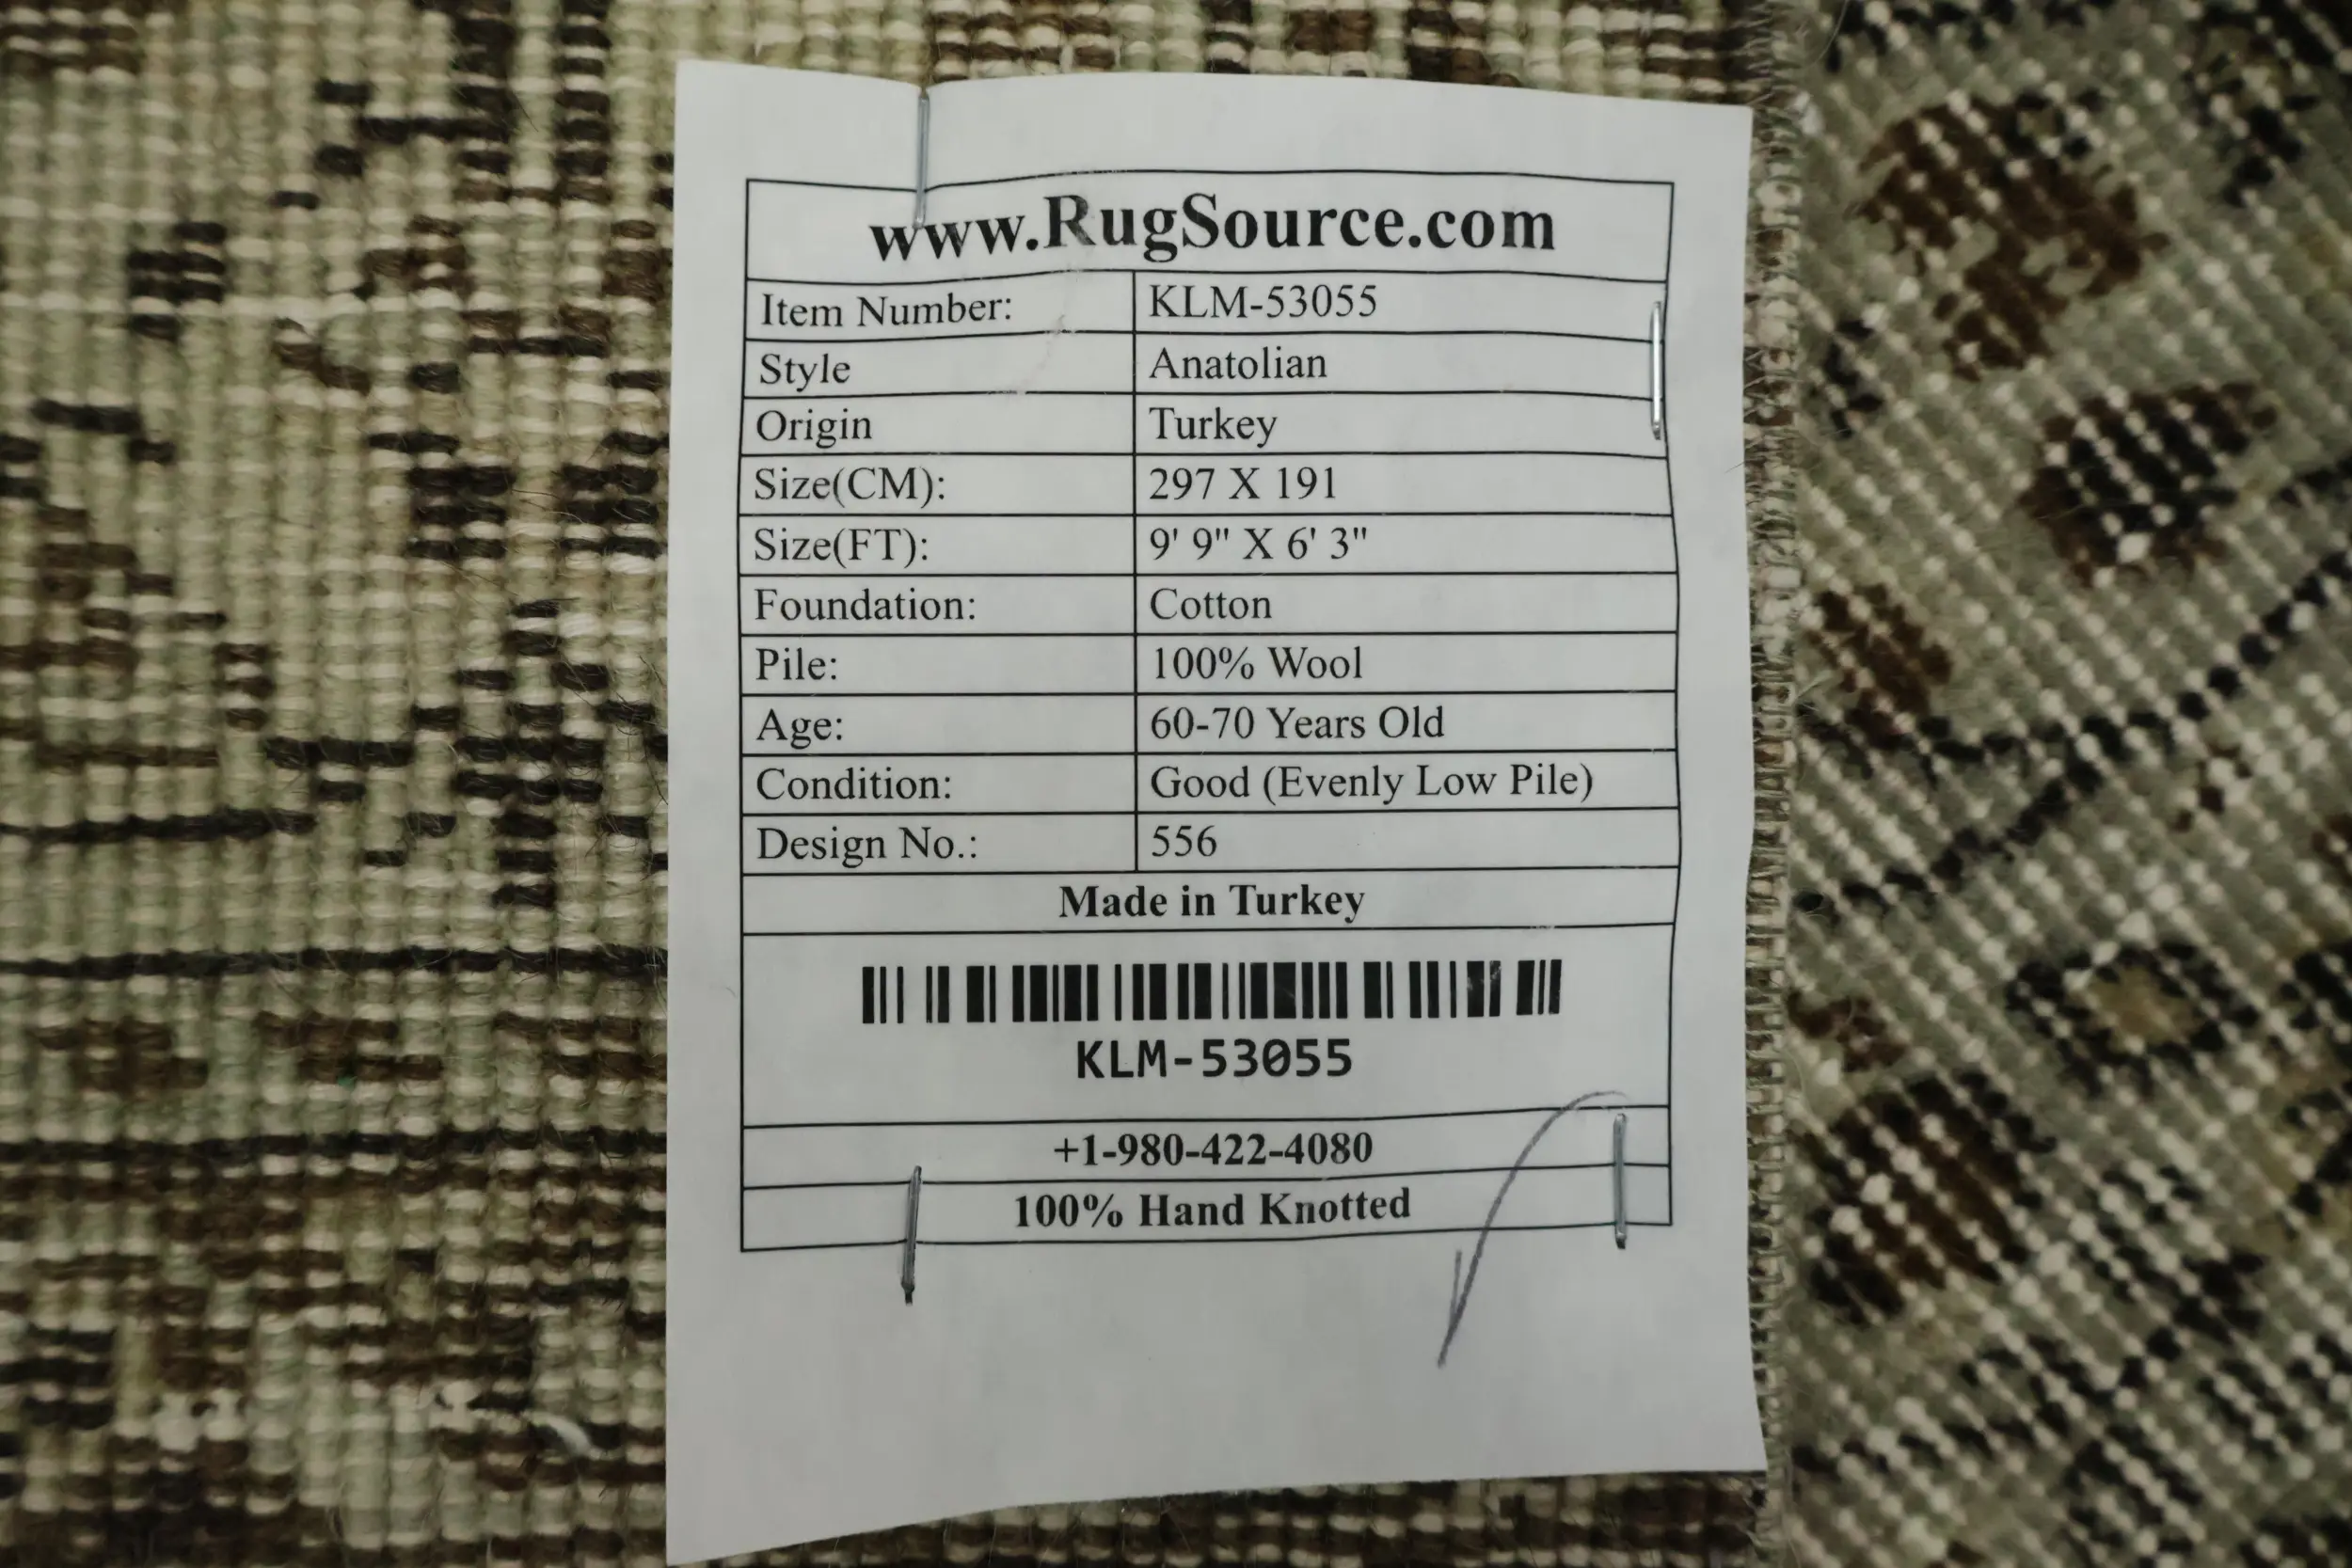 www.RugSource.com
Item Number: KLM-53055
Style Anatolian
Origin Turkey
Size(CM): 297 X 191
Size(FT): 9' 9" X 6' 3"
Foundation: Cotton
Pile: 100% Wool
Age: 60-70 Years Old
Condition: Good (Evenly Low Pile)
Design No.: 556
Made in Turkey
KLM-53055
+1-980-422-4080
100% Hand Knotted